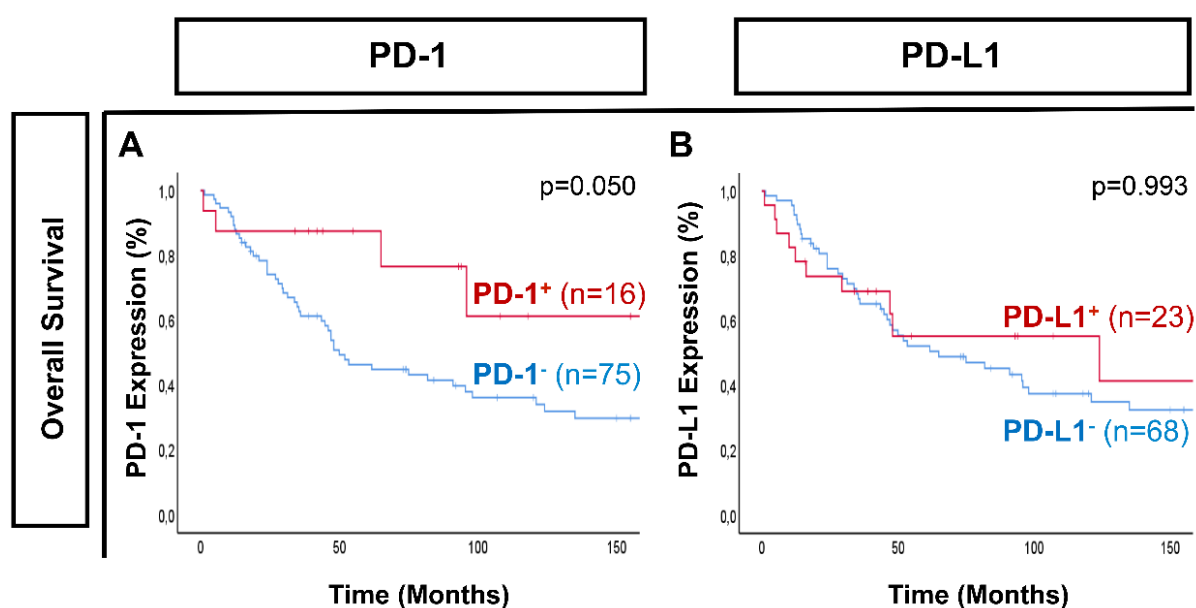 PD-1
PD-L1
Overall Survival
A
p=0.050
PD-1 Expression (%)
1,0
0,8
0,6
0,4
0,2
0,0
PD-1⁺ (n=16)
PD-1⁻ (n=75)
0 50 100 150
Time (Months)
B
p=0.993
PD-L1 Expression (%)
1,0
0,8
0,6
0,4
0,2
0,0
PD-L1⁺ (n=23)
PD-L1⁻ (n=68)
0 50 100 150
Time (Months)